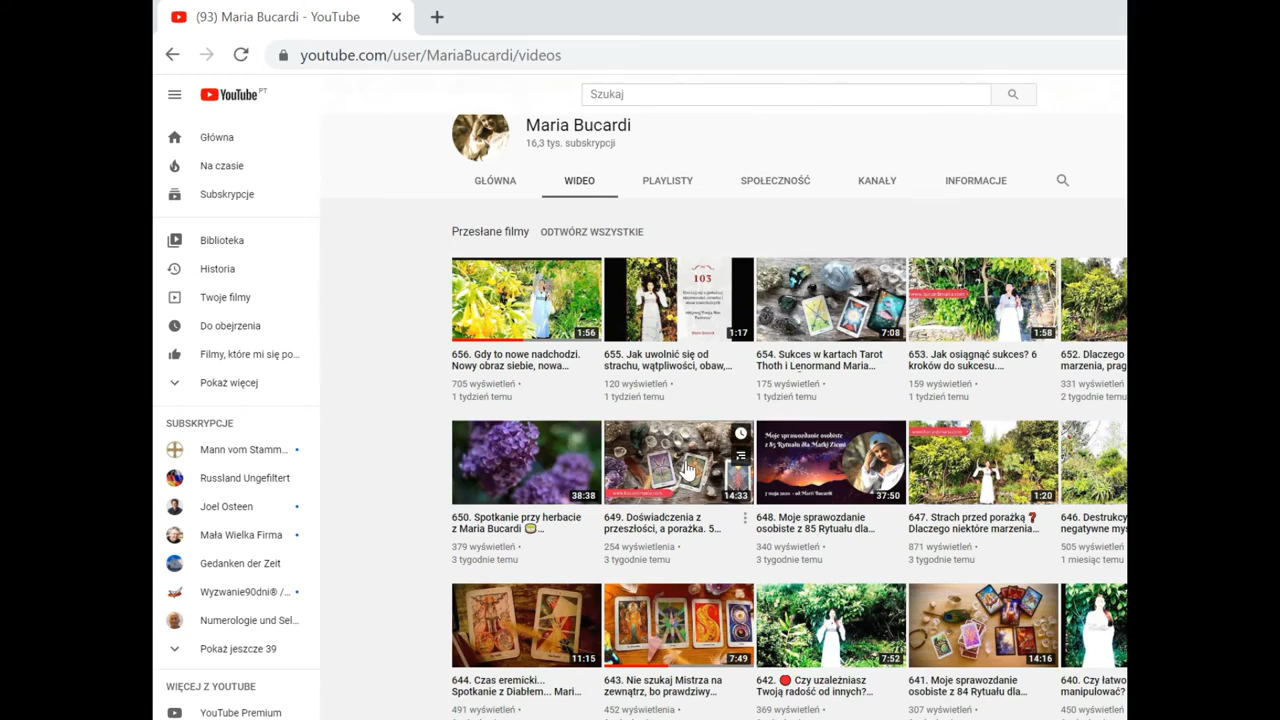 (93) Maria Bucardi - YouTube
youtube.com/user/MariaBucardi/videos
YouTube PT
Szukaj
Maria Bucardi
16,3 tys. subskrypcji
GŁÓWNA WIDEO PLAYLISTY SPOŁECZNOŚĆ KANAŁY INFORMACJE
Główna
Na czasie
Subskrypcje
Biblioteka
Historia
Twoje filmy
Do obejrzenia
Filmy, które mi się po...
Pokaż więcej
SUBSKRYPCJE
Mann vom Stamm...
Russland Ungefiltert
Joel Osteen
Mała Wielka Firma
Gedanken der Zeit
Wyzwanie90dni® /...
Numerologie und Sel...
Pokaż jeszcze 39
WIĘCEJ Z YOUTUBE
YouTube Premium
Przesłane filmy ODTWÓRZ WSZYSTKIE
1:56
103
1:17
7:08
1:58
656. Gdy to nowe nadchodzi.
Nowy obraz siebie, nowa...
705 wyświetleń •
1 tydzień temu
655. Jak uwolnić się od
strachu, wątpliwości, obaw,...
120 wyświetleń •
1 tydzień temu
654. Sukces w kartach Tarot
Thoth i Lenormand Maria...
175 wyświetleń •
1 tydzień temu
653. Jak osiągnąć sukces? 6
kroków do sukcesu....
159 wyświetleń •
1 tydzień temu
652. Dlaczego
marzenia, prag
331 wyświetleń
2 tygodnie temu
38:38
14:33
Moje sprawozdanie osobiste
z 85 Rytuału dla Matki Ziemi
37:50
1:20
650. Spotkanie przy herbacie
z Maria Bucardi 🍵...
379 wyświetleń •
3 tygodnie temu
649. Doświadczenia z
przeszłości, a porażka. 5...
254 wyświetlenia •
3 tygodnie temu
648. Moje sprawozdanie
osobiste z 85 Rytuału dla...
340 wyświetleń •
3 tygodnie temu
647. Strach przed porażką❓
Dlaczego niektóre marzenia...
871 wyświetleń •
3 tygodnie temu
646. Destrukcy
negatywne my
505 wyświetleń
1 miesiąc temu
11:15
7:49
7:52
14:16
644. Czas eremicki...
Spotkanie z Diabłem... Mari...
491 wyświetleń •
643. Nie szukaj Mistrza na
zewnątrz, bo prawdziwy...
452 wyświetlenia •
642. 🛑 Czy uzależniasz
Twoją radość od innych?...
369 wyświetleń •
641. Moje sprawozdanie
osobiste z 84 Rytuału dla...
307 wyświetleń •
640. Czy łatwo
manipulować?
450 wyświetleń